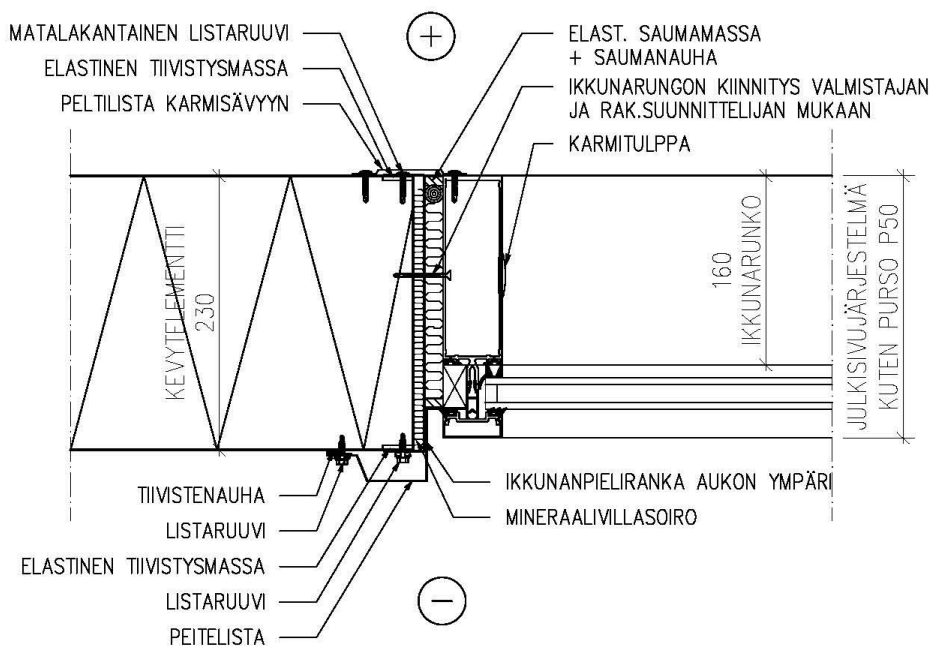 MATALAKANTAINEN LISTARUUVI
ELASTINEN TIIVISTYSMASSA
PELTILISTA KARMISÄVYYN
+
ELAST. SAUMAMASSA
+ SAUMANAUHA
IKKUNARUNGON KIINNITYS VALMISTAJAN
JA RAK.SUUNNITTELIJAN MUKAAN
KARMITULPPA
KEVYTELEMENTTI
230
160
IKKUNARUNKO
JULKISIVUJÄRJESTELMÄ
KUTEN PURSO P50
TIIVISTENAUHA
LISTARUUVI
ELASTINEN TIIVISTYSMASSA
LISTARUUVI
PEITELISTA
IKKUNANPIELIRANKA AUKON YMPÄRI
MINERAALIVILLASOIRO
−